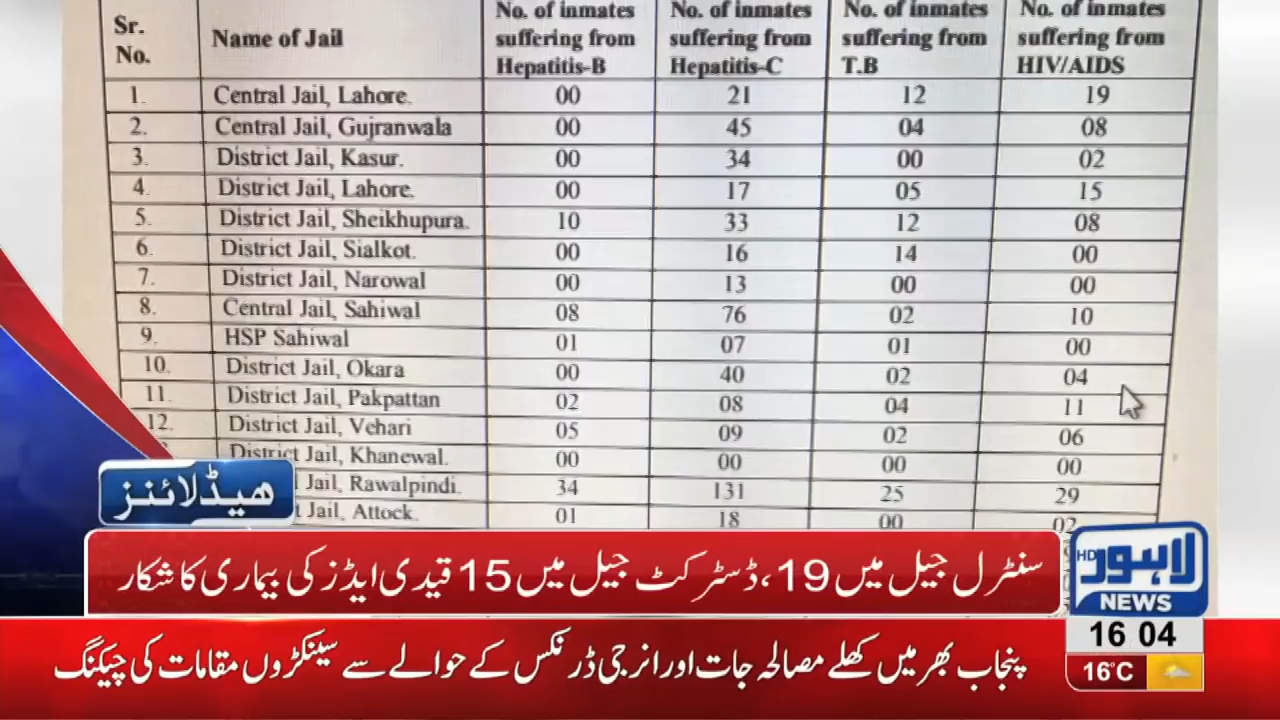 Sr. No. | Name of Jail | No. of inmates suffering from Hepatitis-B | No. of inmates suffering from Hepatitis-C | No. of inmates suffering from T.B | No. of inmates suffering from HIV/AIDS
1. Central Jail, Lahore. 00 21 12 19
2. Central Jail, Gujranwala 00 45 04 08
3. District Jail, Kasur. 00 34 00 02
4. District Jail, Lahore. 00 17 05 15
5. District Jail, Sheikhupura. 10 33 12 08
6. District Jail, Sialkot. 00 16 14 00
7. District Jail, Narowal 00 13 00 00
8. Central Jail, Sahiwal 08 76 02 10
9. HSP Sahiwal 01 07 01 00
10. District Jail, Okara 00 40 02 04
11. District Jail, Pakpattan 02 08 04 11
12. District Jail, Vehari 05 09 02 06
District Jail, Khanewal. 00 00 00 00
Jail, Rawalpindi. 34 131 25 29
Jail, Attock. 01 18 00 02
ہیڈلائنز
سنٹرل جیل میں 19، ڈسٹرکٹ جیل میں 15 قیدی ایڈز کی بیماری کا شکار
لاہور HD
NEWS
16 04
16°C
پنجاب بھر میں کھلے مصالحہ جات اور انرجی ڈرنکس کے حوالے سے سینکڑوں مقامات کی چیکنگ